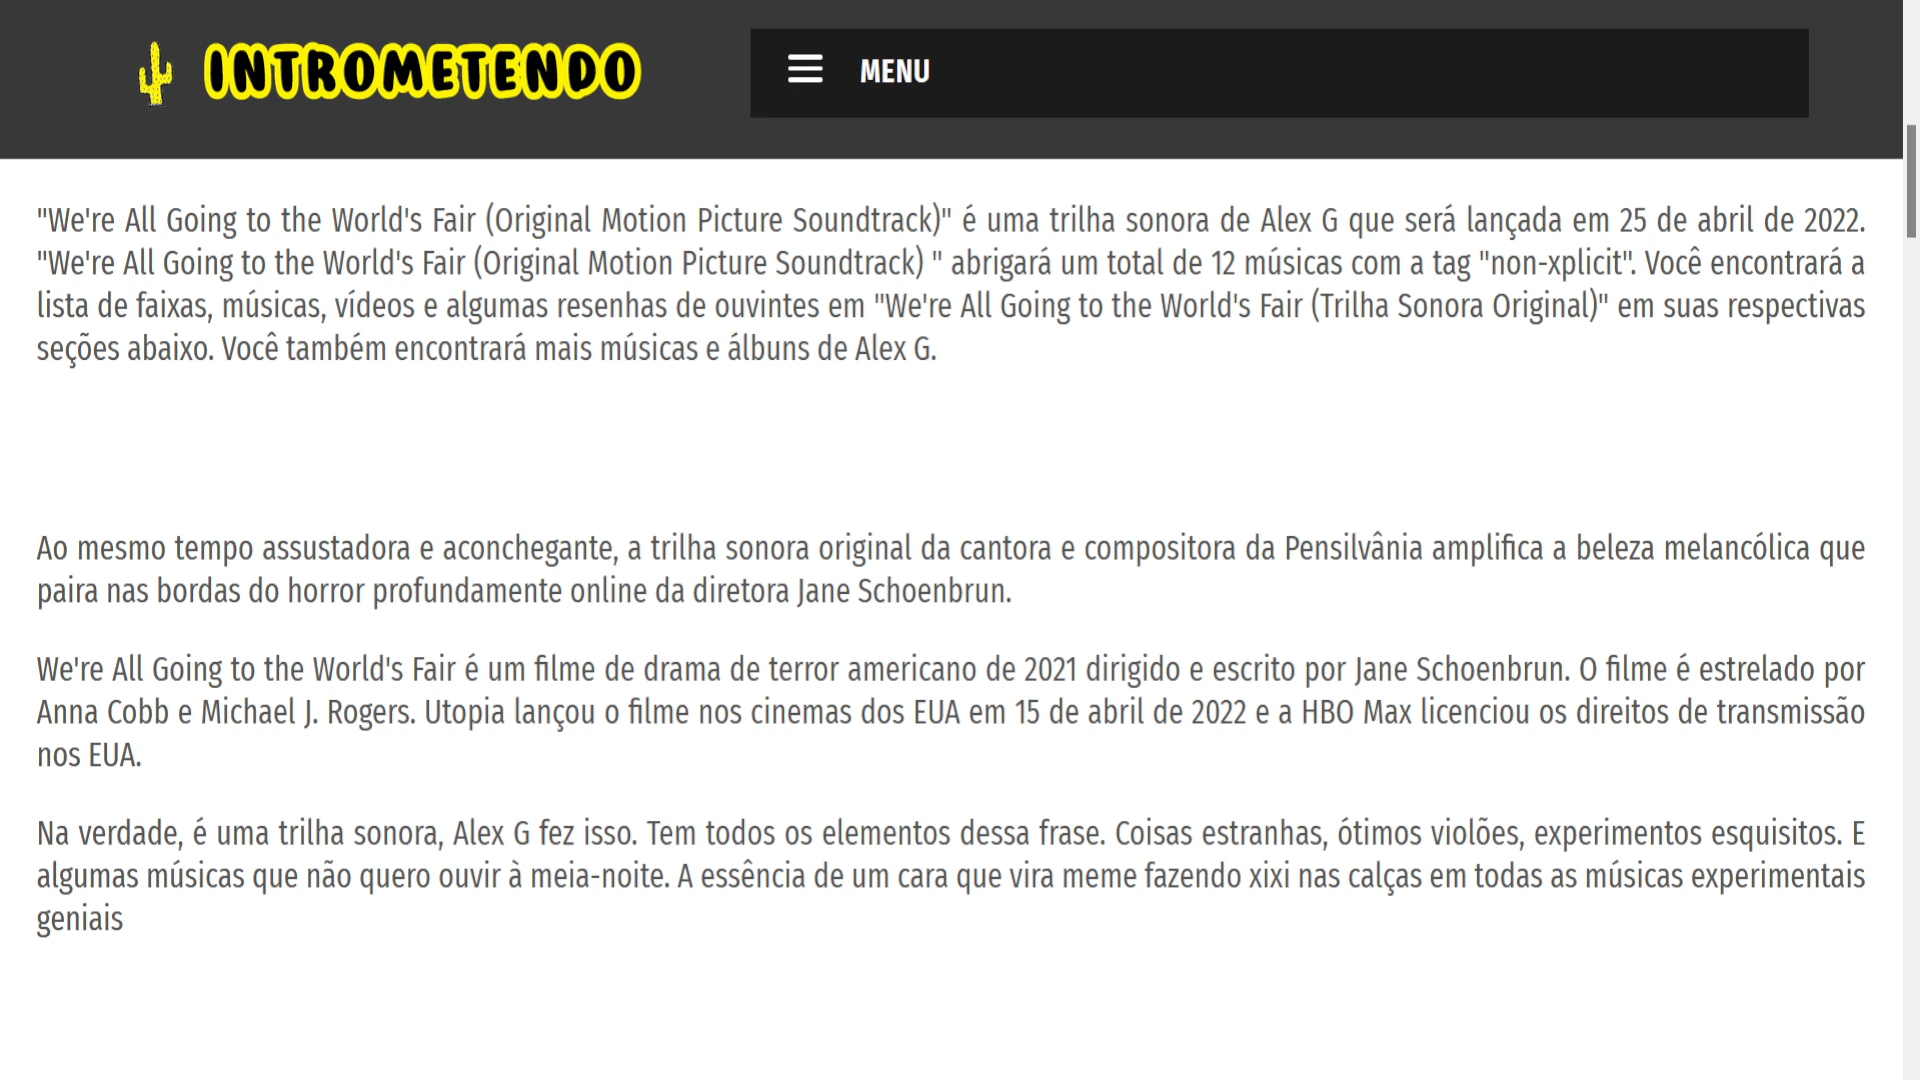 INTROMETENDO
MENU
"We're All Going to the World's Fair (Original Motion Picture Soundtrack)" é uma trilha sonora de Alex G que será lançada em 25 de abril de 2022.
"We're All Going to the World's Fair (Original Motion Picture Soundtrack) " abrigará um total de 12 músicas com a tag "non-xplicit". Você encontrará a
lista de faixas, músicas, vídeos e algumas resenhas de ouvintes em "We're All Going to the World's Fair (Trilha Sonora Original)" em suas respectivas
seções abaixo. Você também encontrará mais músicas e álbuns de Alex G.
Ao mesmo tempo assustadora e aconchegante, a trilha sonora original da cantora e compositora da Pensilvânia amplifica a beleza melancólica que
paira nas bordas do horror profundamente online da diretora Jane Schoenbrun.
We're All Going to the World's Fair é um filme de drama de terror americano de 2021 dirigido e escrito por Jane Schoenbrun. O filme é estrelado por
Anna Cobb e Michael J. Rogers. Utopia lançou o filme nos cinemas dos EUA em 15 de abril de 2022 e a HBO Max licenciou os direitos de transmissão
nos EUA.
Na verdade, é uma trilha sonora, Alex G fez isso. Tem todos os elementos dessa frase. Coisas estranhas, ótimos violões, experimentos esquisitos. E
algumas músicas que não quero ouvir à meia-noite. A essência de um cara que vira meme fazendo xixi nas calças em todas as músicas experimentais
geniais